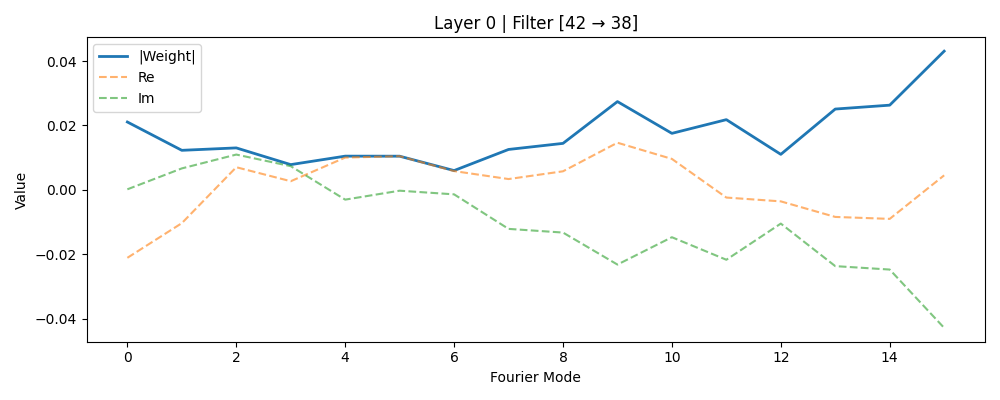 Layer 0 | Filter [42 → 38]
|Weight|
Re
Im
Value
0.04
0.02
0.00
−0.02
−0.04
0 2 4 6 8 10 12 14
Fourier Mode